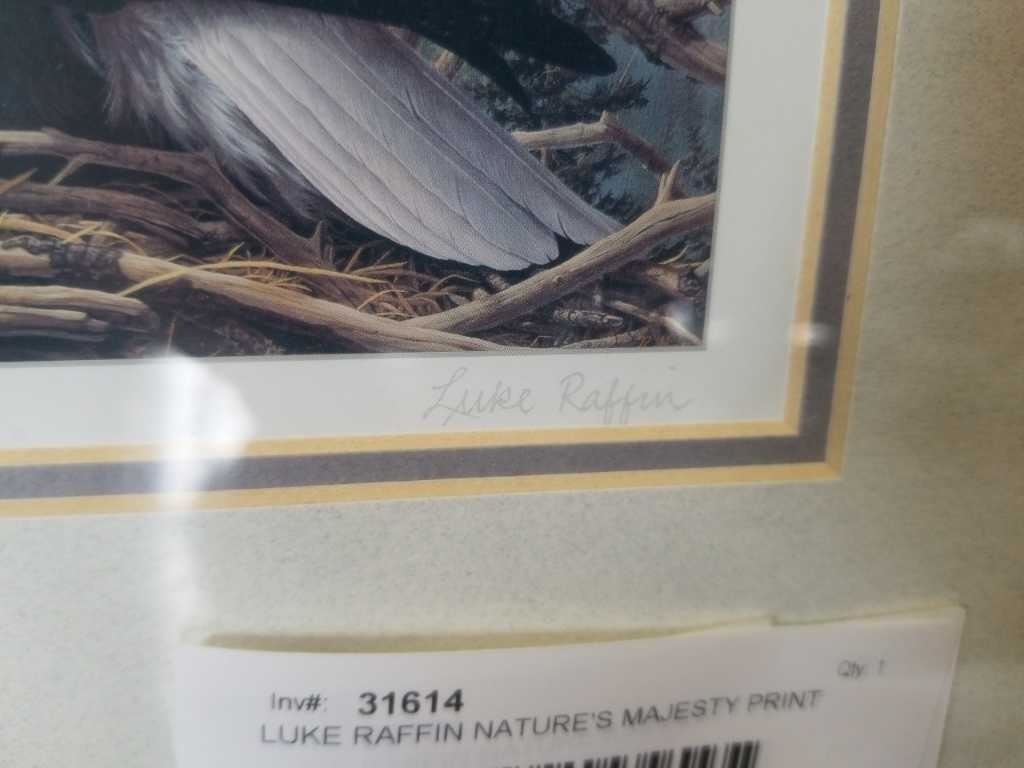 Luke Raffin
Qty: 1
Inv#: 31614
LUKE RAFFIN NATURE'S MAJESTY PRINT